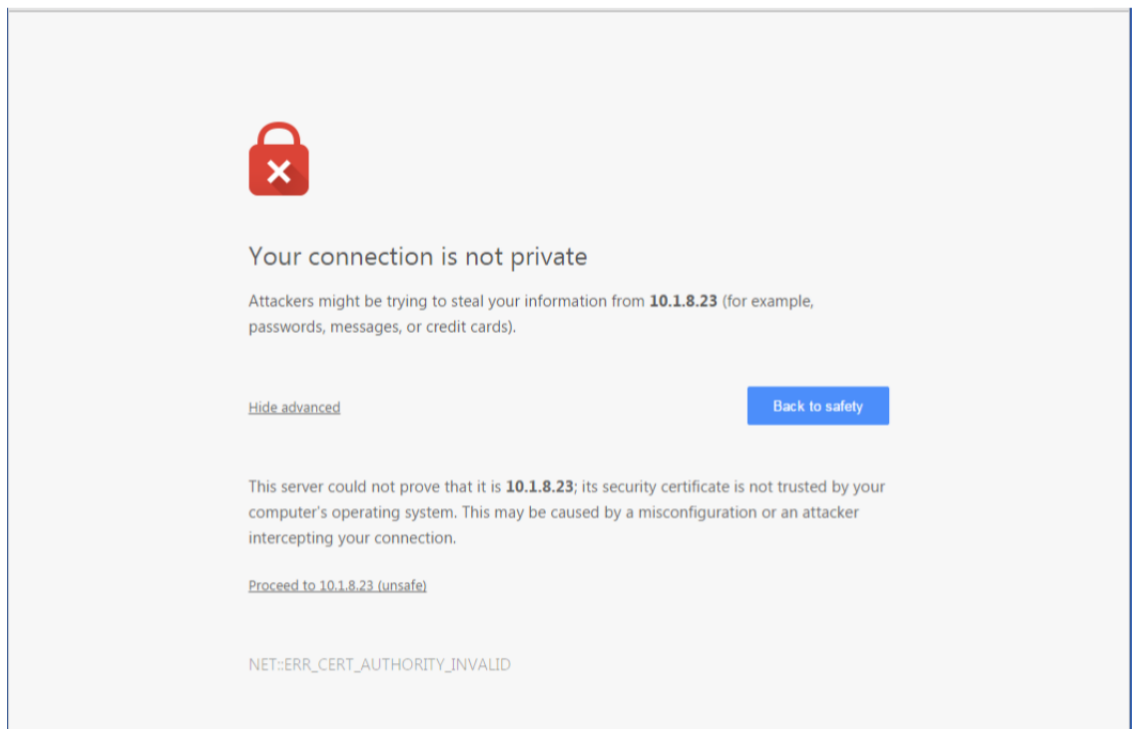 Your connection is not private
Attackers might be trying to steal your information from 10.1.8.23 (for example,
passwords, messages, or credit cards).
Hide advanced
Back to safety
This server could not prove that it is 10.1.8.23; its security certificate is not trusted by your
computer's operating system. This may be caused by a misconfiguration or an attacker
intercepting your connection.
Proceed to 10.1.8.23 (unsafe)
NET::ERR_CERT_AUTHORITY_INVALID